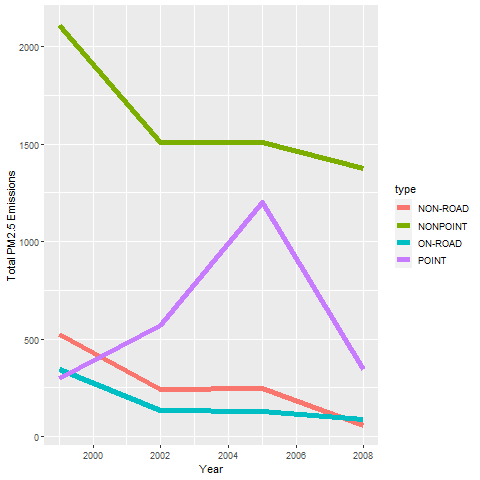 Total PM2.5 Emissions
2000
1500
1000
500
0
2000
2002
2004
2006
2008
Year
type
NON-ROAD
NONPOINT
ON-ROAD
POINT